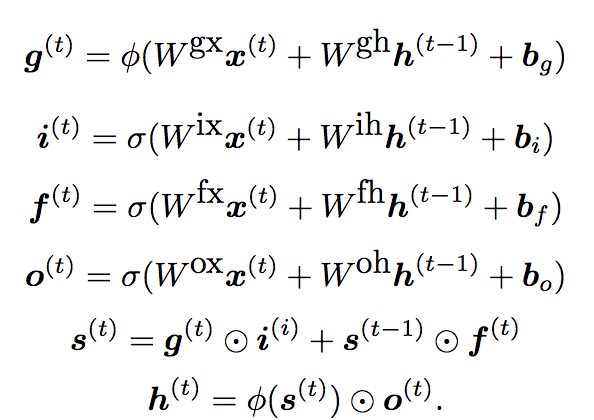 g^(t) = ϕ(W^gx x^(t) + W^gh h^(t−1) + b_g)
i^(t) = σ(W^ix x^(t) + W^ih h^(t−1) + b_i)
f^(t) = σ(W^fx x^(t) + W^fh h^(t−1) + b_f)
o^(t) = σ(W^ox x^(t) + W^oh h^(t−1) + b_o)
s^(t) = g^(t) ⊙ i^(i) + s^(t−1) ⊙ f^(t)
h^(t) = ϕ(s^(t)) ⊙ o^(t).